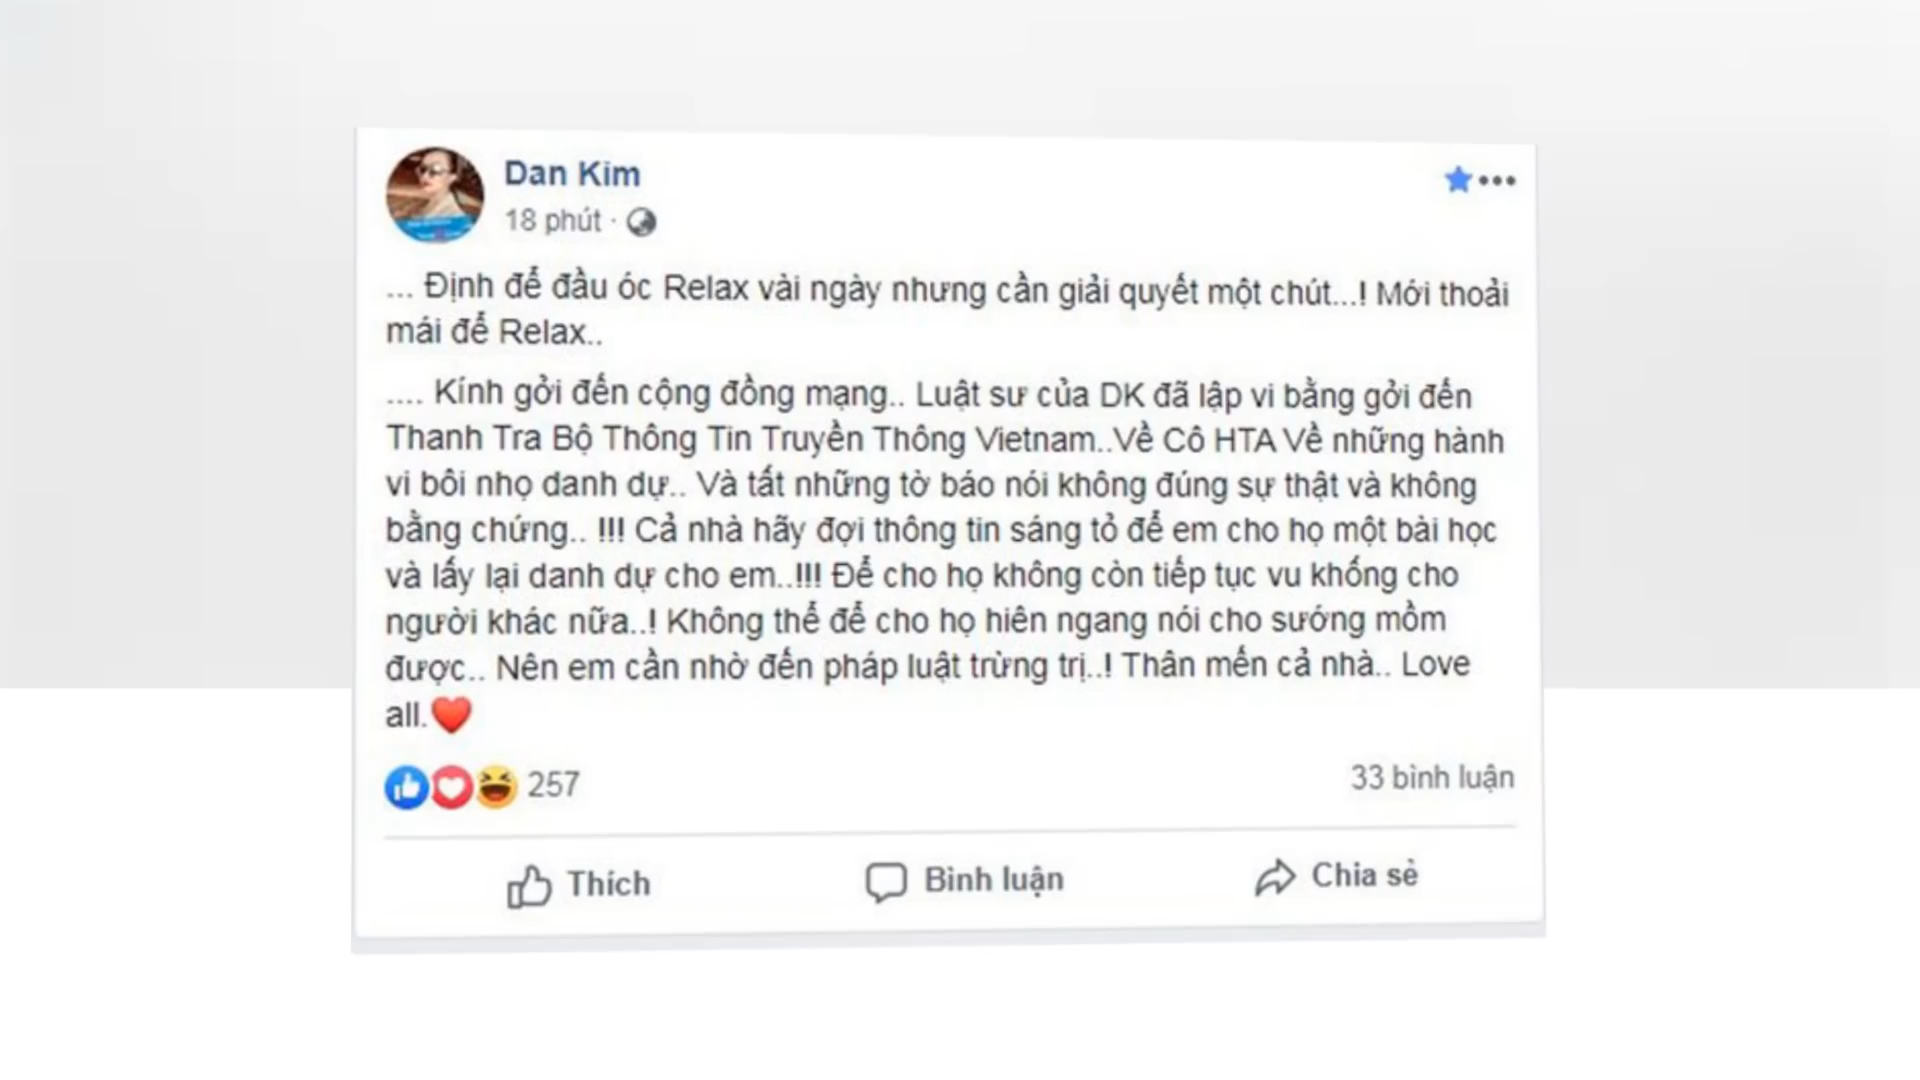 Dan Kim
18 phút ·
... Định để đầu óc Relax vài ngày nhưng cần giải quyết một chút...! Mới thoải
mái để Relax..
.... Kính gởi đến cộng đồng mạng.. Luật sư của DK đã lập vi bằng gởi đến
Thanh Tra Bộ Thông Tin Truyền Thông Vietnam..Về Cô HTA Về những hành
vi bôi nhọ danh dự.. Và tất những tờ báo nói không đúng sự thật và không
bằng chứng.. !!! Cả nhà hãy đợi thông tin sáng tỏ để em cho họ một bài học
và lấy lại danh dự cho em..!!! Để cho họ không còn tiếp tục vu khống cho
người khác nữa..! Không thể để cho họ hiên ngang nói cho sướng mồm
được.. Nên em cần nhờ đến pháp luật trừng trị..! Thân mến cả nhà.. Love
all.❤️
257
33 bình luận
Thích
Bình luận
Chia sẻ